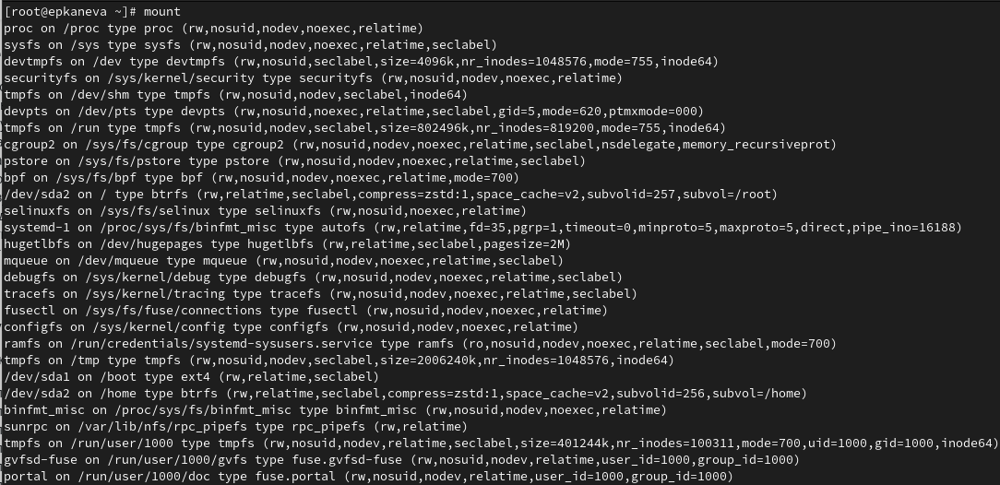 [root@epkaneva ~]# mount
proc on /proc type proc (rw,nosuid,nodev,noexec,relatime)
sysfs on /sys type sysfs (rw,nosuid,nodev,noexec,relatime,seclabel)
devtmpfs on /dev type devtmpfs (rw,nosuid,seclabel,size=4096k,nr_inodes=1048576,mode=755,inode64)
securityfs on /sys/kernel/security type securityfs (rw,nosuid,nodev,noexec,relatime)
tmpfs on /dev/shm type tmpfs (rw,nosuid,nodev,seclabel,inode64)
devpts on /dev/pts type devpts (rw,nosuid,noexec,relatime,seclabel,gid=5,mode=620,ptmxmode=000)
tmpfs on /run type tmpfs (rw,nosuid,nodev,seclabel,size=802496k,nr_inodes=819200,mode=755,inode64)
cgroup2 on /sys/fs/cgroup type cgroup2 (rw,nosuid,nodev,noexec,relatime,seclabel,nsdelegate,memory_recursiveprot)
pstore on /sys/fs/pstore type pstore (rw,nosuid,nodev,noexec,relatime,seclabel)
bpf on /sys/fs/bpf type bpf (rw,nosuid,nodev,noexec,relatime,mode=700)
/dev/sda2 on / type btrfs (rw,relatime,seclabel,compress=zstd:1,space_cache=v2,subvolid=257,subvol=/root)
selinuxfs on /sys/fs/selinux type selinuxfs (rw,nosuid,noexec,relatime)
systemd-1 on /proc/sys/fs/binfmt_misc type autofs (rw,relatime,fd=35,pgrp=1,timeout=0,minproto=5,maxproto=5,direct,pipe_ino=16188)
hugetlbfs on /dev/hugepages type hugetlbfs (rw,relatime,seclabel,pagesize=2M)
mqueue on /dev/mqueue type mqueue (rw,nosuid,nodev,noexec,relatime,seclabel)
debugfs on /sys/kernel/debug type debugfs (rw,nosuid,nodev,noexec,relatime,seclabel)
tracefs on /sys/kernel/tracing type tracefs (rw,nosuid,nodev,noexec,relatime,seclabel)
fusectl on /sys/fs/fuse/connections type fusectl (rw,nosuid,nodev,noexec,relatime)
configfs on /sys/kernel/config type configfs (rw,nosuid,nodev,noexec,relatime)
ramfs on /run/credentials/systemd-sysusers.service type ramfs (ro,nosuid,nodev,noexec,relatime,seclabel,mode=700)
tmpfs on /tmp type tmpfs (rw,nosuid,nodev,seclabel,size=2006240k,nr_inodes=1048576,inode64)
/dev/sda1 on /boot type ext4 (rw,relatime,seclabel)
/dev/sda2 on /home type btrfs (rw,relatime,seclabel,compress=zstd:1,space_cache=v2,subvolid=256,subvol=/home)
binfmt_misc on /proc/sys/fs/binfmt_misc type binfmt_misc (rw,nosuid,nodev,noexec,relatime)
sunrpc on /var/lib/nfs/rpc_pipefs type rpc_pipefs (rw,relatime)
tmpfs on /run/user/1000 type tmpfs (rw,nosuid,nodev,relatime,seclabel,size=401244k,nr_inodes=100311,mode=700,uid=1000,gid=1000,inode64)
gvfsd-fuse on /run/user/1000/gvfs type fuse.gvfsd-fuse (rw,nosuid,nodev,relatime,user_id=1000,group_id=1000)
portal on /run/user/1000/doc type fuse.portal (rw,nosuid,nodev,relatime,user_id=1000,group_id=1000)